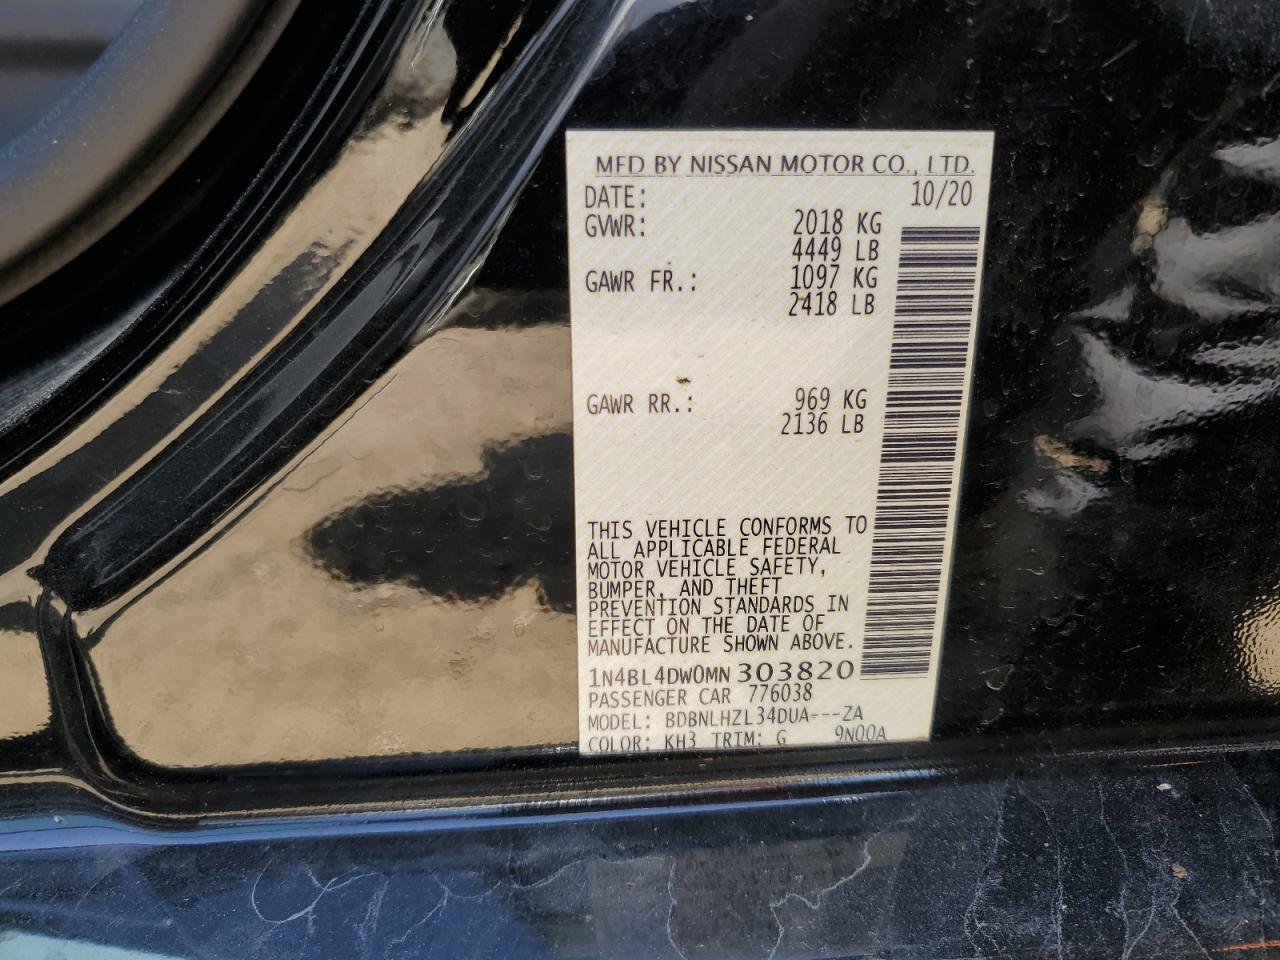 MFD BY NISSAN MOTOR CO., LTD.
DATE: 10/20
GVWR: 2018 KG
4449 LB
GAWR FR.: 1097 KG
2418 LB
GAWR RR.: 969 KG
2136 LB
THIS VEHICLE CONFORMS TO
ALL APPLICABLE FEDERAL
MOTOR VEHICLE SAFETY,
BUMPER, AND THEFT
PREVENTION STANDARDS IN
EFFECT ON THE DATE OF
MANUFACTURE SHOWN ABOVE.
1N4BL4DW0MN303820
PASSENGER CAR 776038
MODEL: BDBNLHZL34DUA---ZA
COLOR: KH3 TRIM: G 9N00A